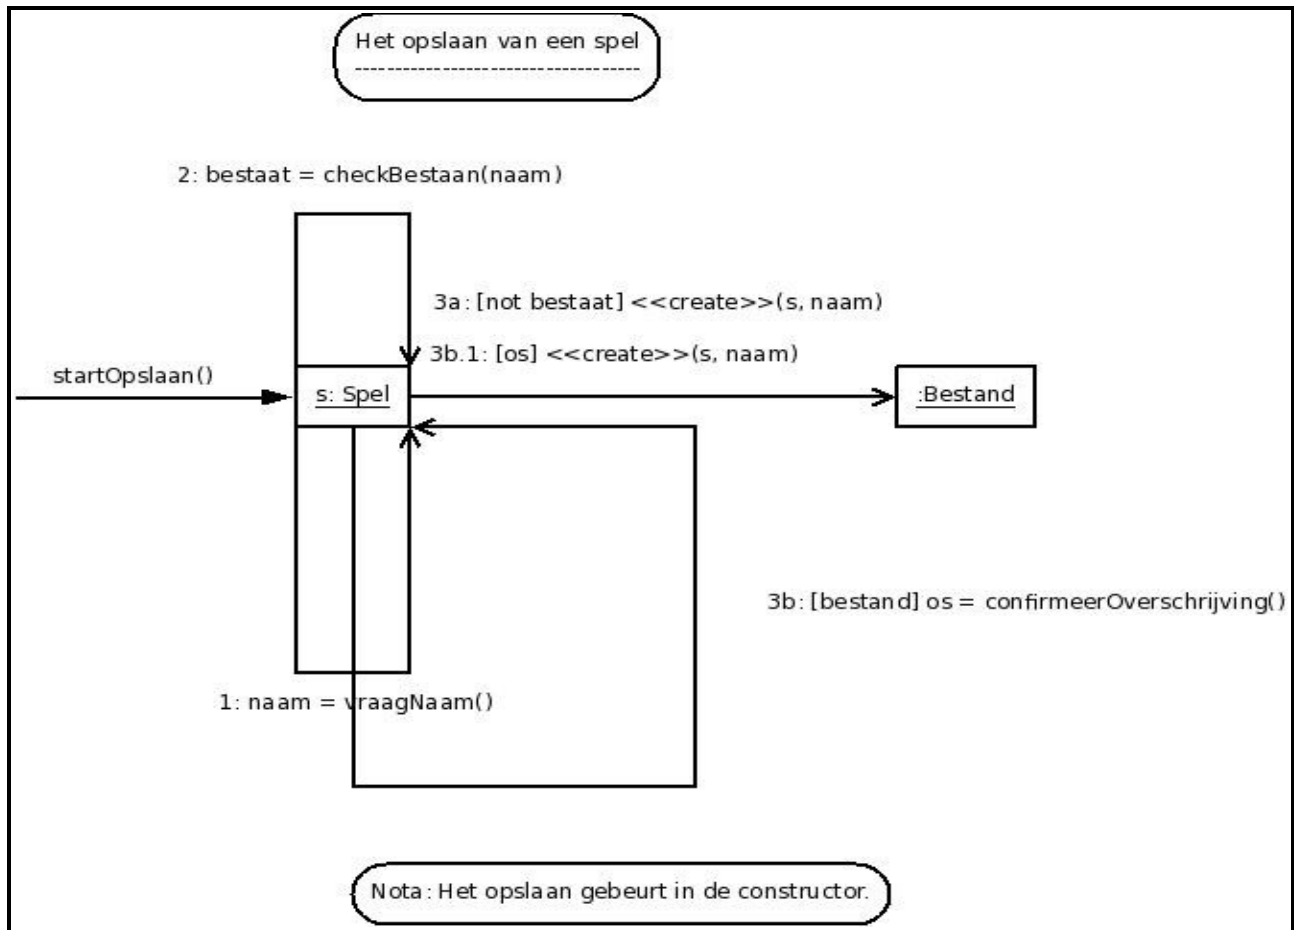 Het opslaan van een spel
-----------------------------------
2: bestaat = checkBestaan(naam)
3a: [not bestaat] <<create>>(s, naam)
3b.1: [os] <<create>>(s, naam)
startOpslaan()
s: Spel
:Bestand
3b: [bestand] os = confirmeerOverschrijving()
1: naam = vraagNaam()
Nota: Het opslaan gebeurt in de constructor.